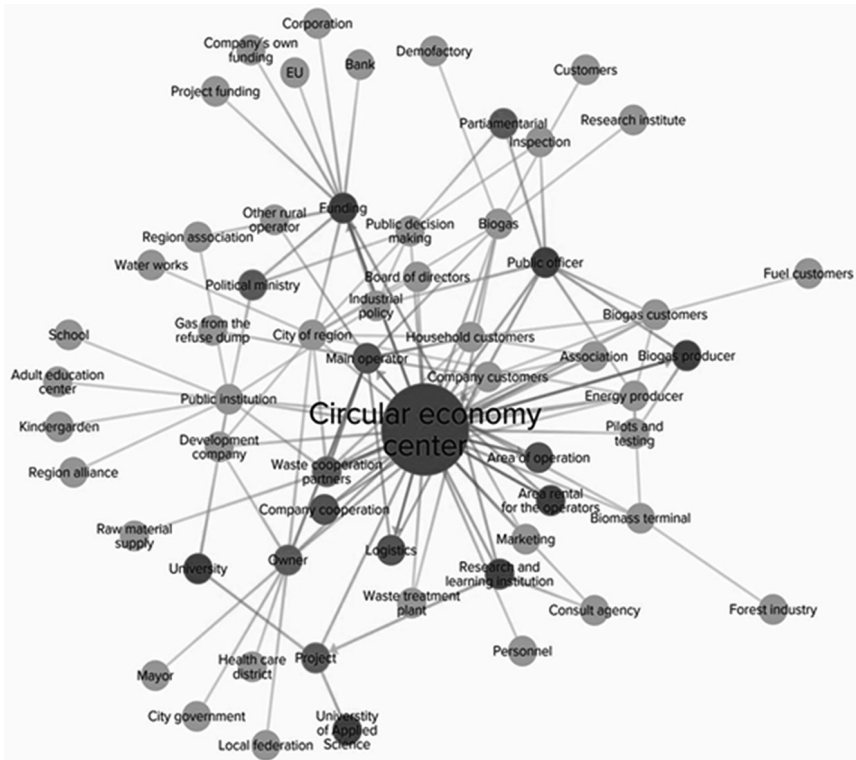 Corporation
Company's own
funding
EU
Bank
Demofactory
Customers
Project funding
Partiamentarial
Research institute
Inspection
Funding
Other rural
operator
Public decision
making
Biogas
Region association
Water works
Public officer
Fuel customers
Board of directors
Political ministry
Industrial
policy
Biogas customers
School
Gas from the
refuse dump
City of region
Household customers
Main operator
Association
Biogas producer
Adult education
center
Company customers
Public institution
Energy producer
Circular economy
center
Kindergarden
Pilots and
testing
Development
company
Region alliance
Waste cooperation
partners
Area of operation
Area rental
for the operators
Company cooperation
Biomass terminal
Raw material
supply
Marketing
Logistics
Owner
University
Research and
learning institution
Waste treatment
plant
Consult agency
Forest industry
Personnel
Project
Health care
district
Mayor
City government
Universtity
of Applied
Science
Local federation